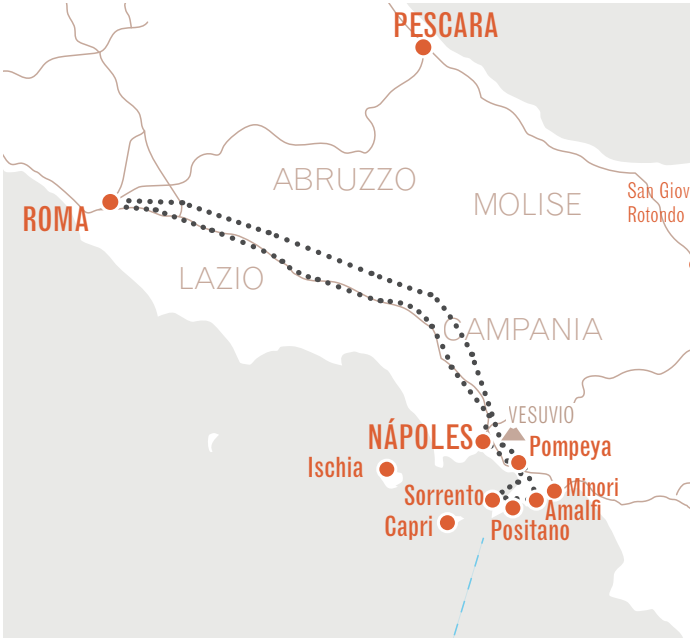 PESCARA
ABRUZZO
MOLISE
San Giov
Rotondo
ROMA
LAZIO
CAMPANIA
VESUVIO
NÁPOLES
Pompeya
Ischia
Minori
Sorrento
Amalfi
Capri
Positano